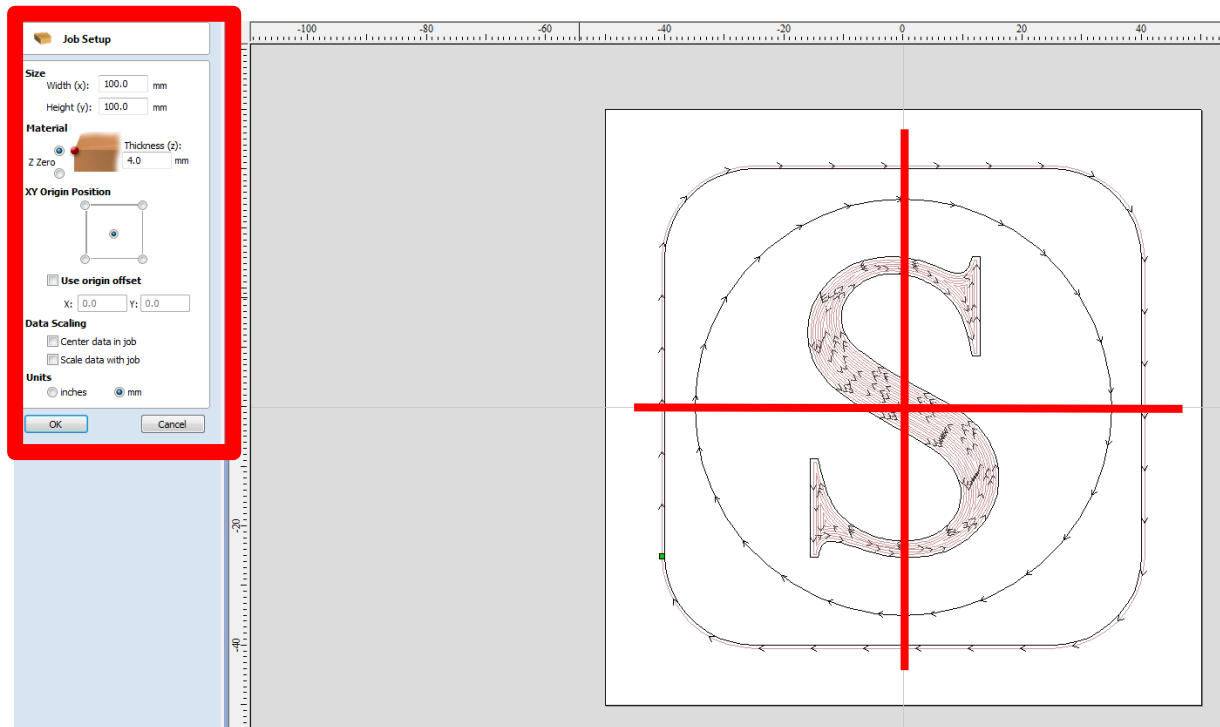 Job Setup
Size
Width (x): 100.0 mm
Height (y): 100.0 mm
Material
Thickness (z):
Z Zero 4.0 mm
XY Origin Position
Use origin offset
X: 0.0 Y: 0.0
Data Scaling
Center data in job
Scale data with job
Units
inches mm
OK Cancel
-100 -80 -60 -40 -20 0 20 40
-20
-40
S